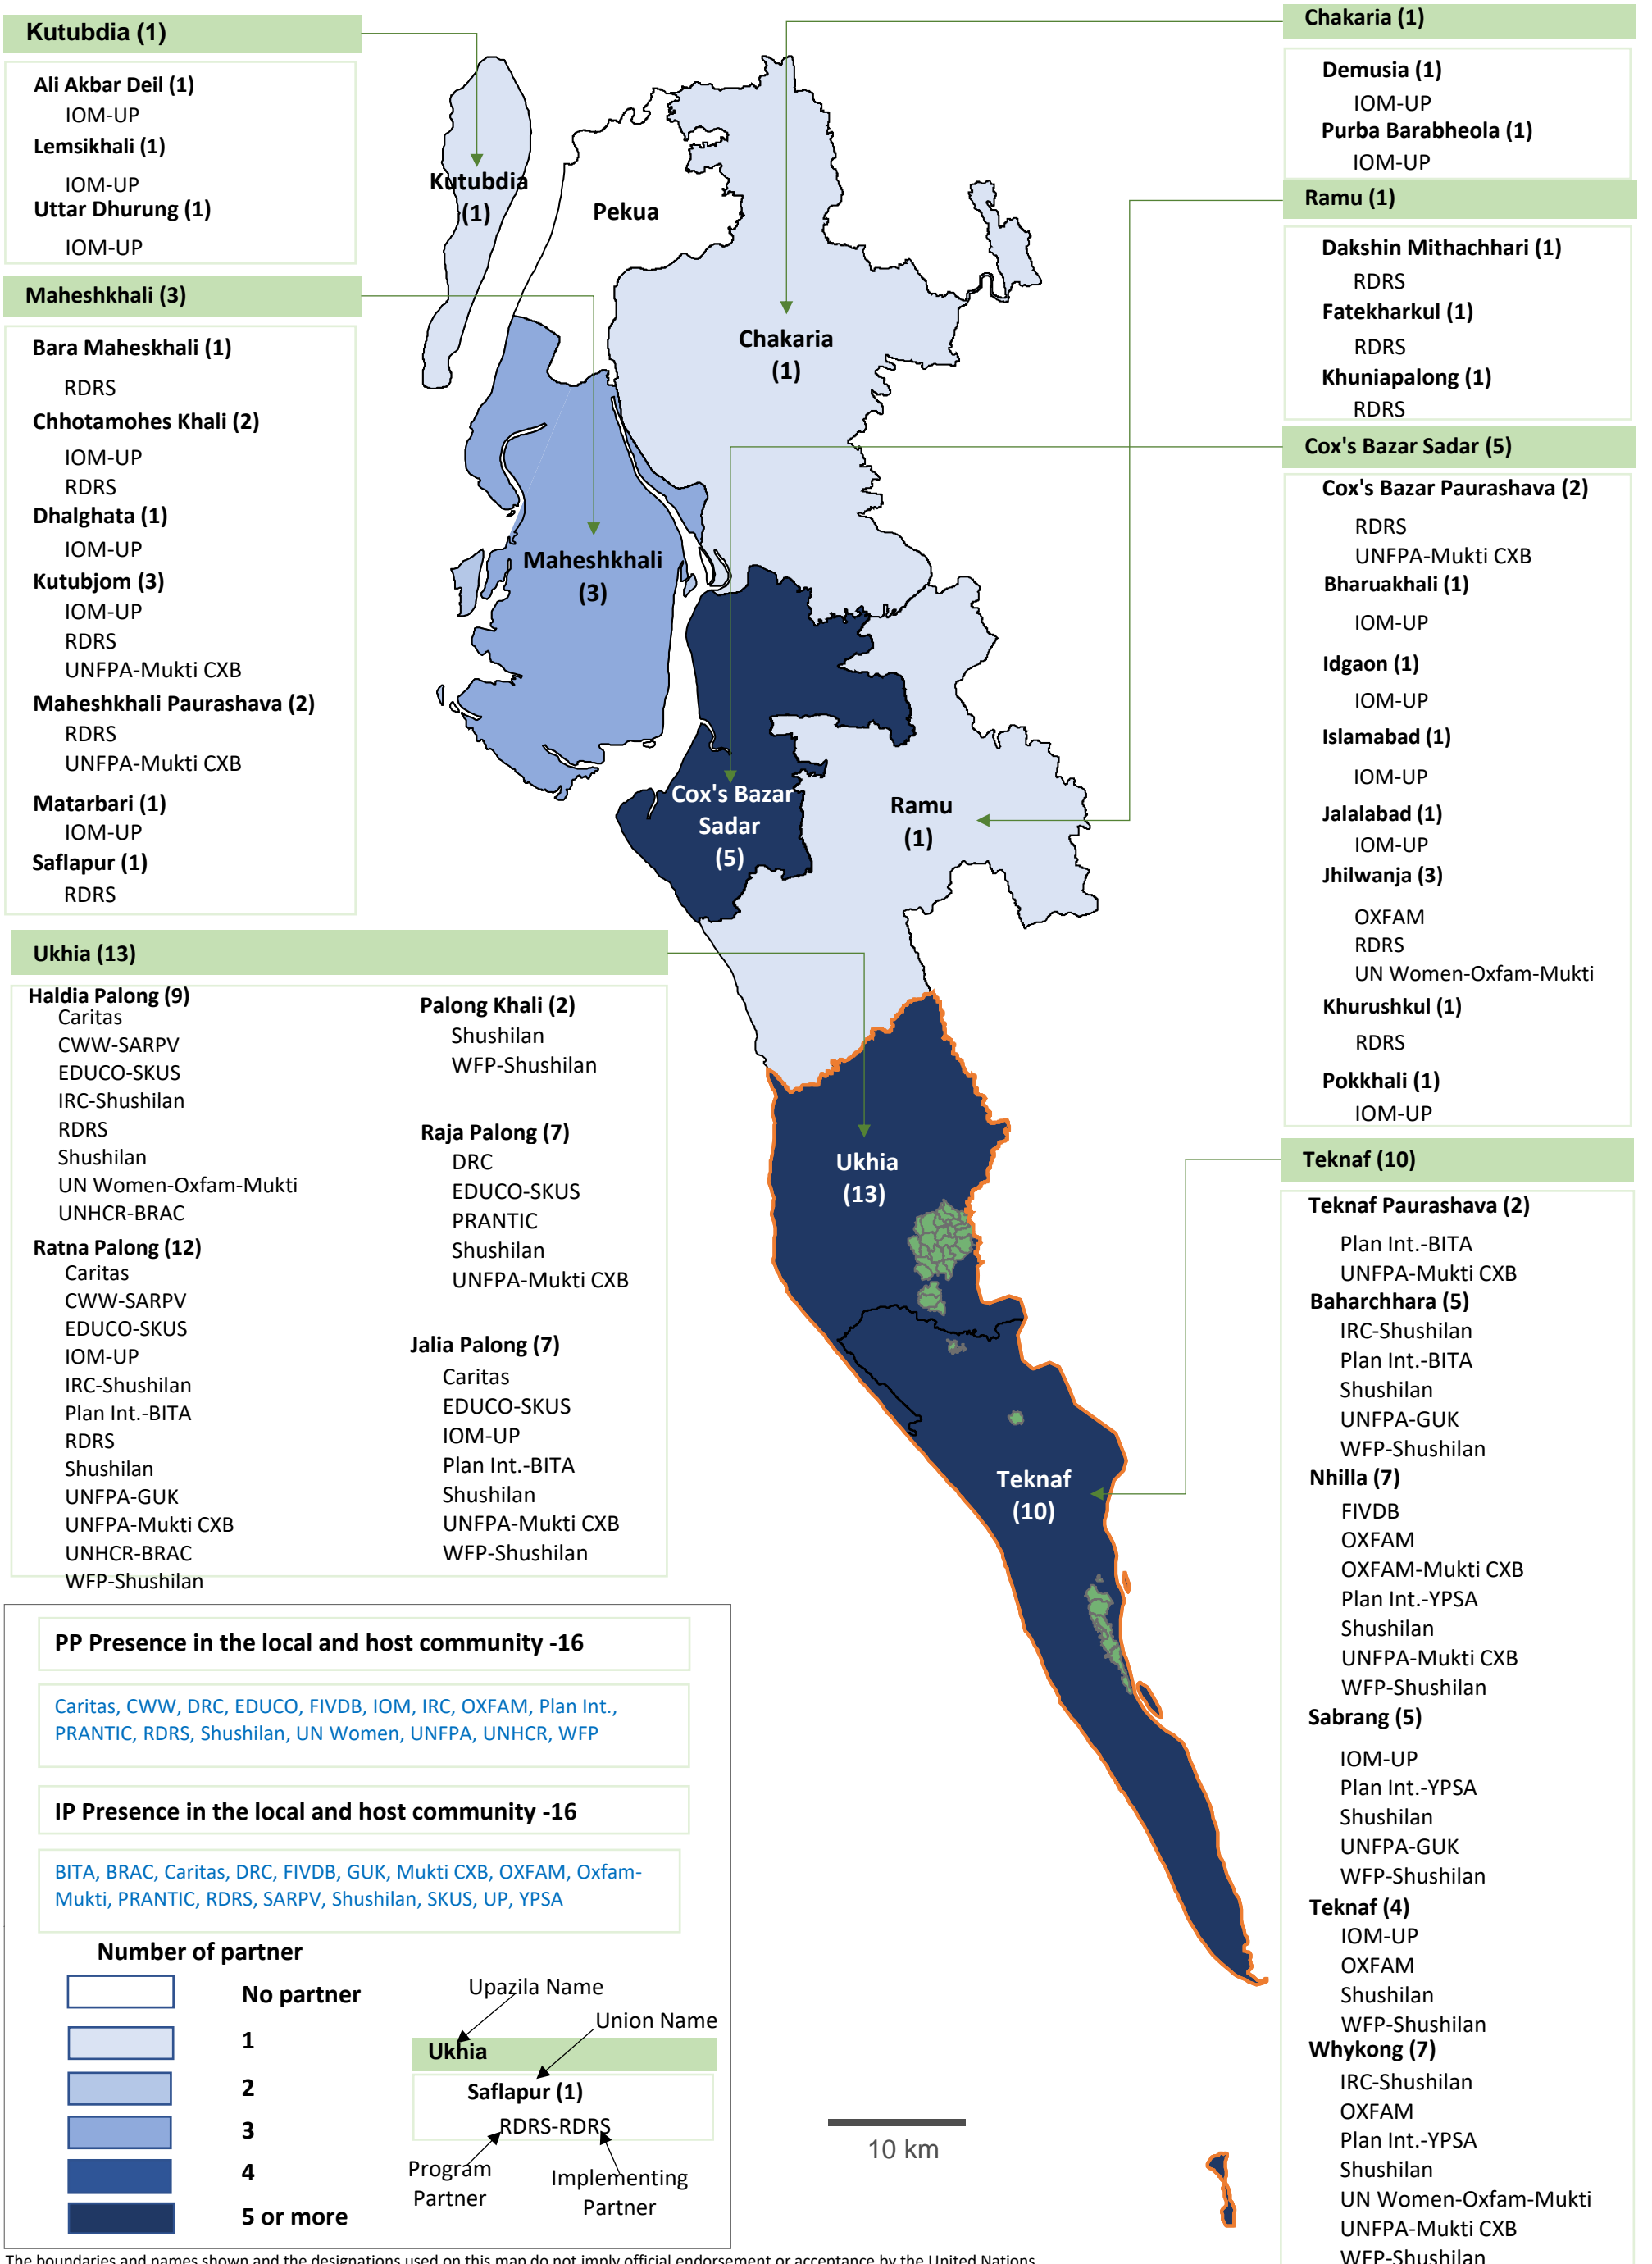 Kutubdia (1)
Ali Akbar Deil (1)
IOM-UP
Lemsikhali (1)
IOM-UP
Uttar Dhurung (1)
IOM-UP
Maheshkhali (3)
Bara Maheskhali (1)
RDRS
Chhotamohes Khali (2)
IOM-UP
RDRS
Dhalghata (1)
IOM-UP
Kutubjom (3)
IOM-UP
RDRS
UNFPA-Mukti CXB
Maheshkhali Paurashava (2)
RDRS
UNFPA-Mukti CXB
Matarbari (1)
IOM-UP
Saflapur (1)
RDRS
Ukhia (13)
Haldia Palong (9)
Caritas
CWW-SARPV
EDUCO-SKUS
IRC-Shushilan
RDRS
Shushilan
UN Women-Oxfam-Mukti
UNHCR-BRAC
Ratna Palong (12)
Caritas
CWW-SARPV
EDUCO-SKUS
IOM-UP
IRC-Shushilan
Plan Int.-BITA
RDRS
Shushilan
UNFPA-GUK
UNFPA-Mukti CXB
UNHCR-BRAC
WFP-Shushilan
Palong Khali (2)
Shushilan
WFP-Shushilan
Raja Palong (7)
DRC
EDUCO-SKUS
PRANTIC
Shushilan
UNFPA-Mukti CXB
Jalia Palong (7)
Caritas
EDUCO-SKUS
IOM-UP
Plan Int.-BITA
Shushilan
UNFPA-Mukti CXB
WFP-Shushilan
Kutubdia
(1)
Pekua
Chakaria
(1)
Maheshkhali
(3)
Cox's Bazar
Sadar
(5)
Ramu
(1)
Ukhia
(13)
Teknaf
(10)
Chakaria (1)
Demusia (1)
IOM-UP
Purba Barabheola (1)
IOM-UP
Ramu (1)
Dakshin Mithachhari (1)
RDRS
Fatekharkul (1)
RDRS
Khuniapalong (1)
RDRS
Cox's Bazar Sadar (5)
Cox's Bazar Paurashava (2)
RDRS
UNFPA-Mukti CXB
Bharuakhali (1)
IOM-UP
Idgaon (1)
IOM-UP
Islamabad (1)
IOM-UP
Jalalabad (1)
IOM-UP
Jhilwanja (3)
OXFAM
RDRS
UN Women-Oxfam-Mukti
Khurushkul (1)
RDRS
Pokkhali (1)
IOM-UP
Teknaf (10)
Teknaf Paurashava (2)
Plan Int.-BITA
UNFPA-Mukti CXB
Baharchhara (5)
IRC-Shushilan
Plan Int.-BITA
Shushilan
UNFPA-GUK
WFP-Shushilan
Nhilla (7)
FIVDB
OXFAM
OXFAM-Mukti CXB
Plan Int.-YPSA
Shushilan
UNFPA-Mukti CXB
WFP-Shushilan
Sabrang (5)
IOM-UP
Plan Int.-YPSA
Shushilan
UNFPA-GUK
WFP-Shushilan
Teknaf (4)
IOM-UP
OXFAM
Shushilan
WFP-Shushilan
Whykong (7)
IRC-Shushilan
OXFAM
Plan Int.-YPSA
Shushilan
UN Women-Oxfam-Mukti
UNFPA-Mukti CXB
WFP-Shushilan
PP Presence in the local and host community -16
Caritas, CWW, DRC, EDUCO, FIVDB, IOM, IRC, OXFAM, Plan Int.,
PRANTIC, RDRS, Shushilan, UN Women, UNFPA, UNHCR, WFP
IP Presence in the local and host community -16
BITA, BRAC, Caritas, DRC, FIVDB, GUK, Mukti CXB, OXFAM, Oxfam-
Mukti, PRANTIC, RDRS, SARPV, Shushilan, SKUS, UP, YPSA
Number of partner
No partner
1
2
3
4
5 or more
Upazila Name
Union Name
Ukhia
Saflapur (1)
RDRS-RDRS
Program
Partner
Implementing
Partner
10 km
The boundaries and names shown and the designations used on this map do not imply official endorsement or acceptance by the United Nations